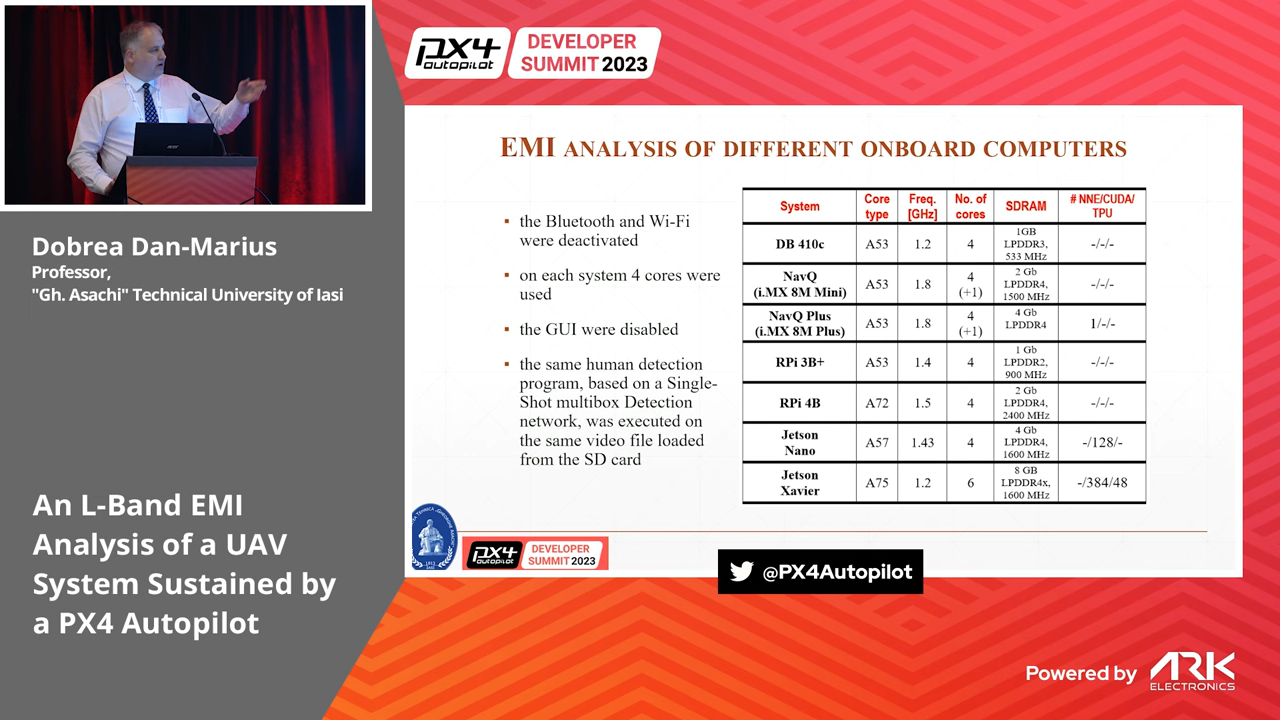 PX4
autopilot
DEVELOPER
SUMMIT 2023
Dobrea Dan-Marius
Professor,
"Gh. Asachi" Technical University of Iasi
An L-Band EMI
Analysis of a UAV
System Sustained by
a PX4 Autopilot
EMI ANALYSIS OF DIFFERENT ONBOARD COMPUTERS
▪ the Bluetooth and Wi-Fi
were deactivated
▪ on each system 4 cores were
used
▪ the GUI were disabled
▪ the same human detection
program, based on a Single-
Shot multibox Detection
network, was executed on
the same video file loaded
from the SD card
System Core type Freq. [GHz] No. of cores SDRAM # NNE/CUDA/ TPU
DB 410c A53 1.2 4 1GB LPDDR3, 533 MHz -/-/-
NavQ (i.MX 8M Mini) A53 1.8 4 (+1) 2 Gb LPDDR4, 1500 MHz -/-/-
NavQ Plus (i.MX 8M Plus) A53 1.8 4 (+1) 4 Gb LPDDR4 1/-/-
RPi 3B+ A53 1.4 4 1 Gb LPDDR2, 900 MHz -/-/-
RPi 4B A72 1.5 4 2 Gb LPDDR4, 2400 MHz -/-/-
Jetson Nano A57 1.43 4 4 Gb LPDDR4, 1600 MHz -/128/-
Jetson Xavier A75 1.2 6 8 GB LPDDR4x, 1600 MHz -/384/48
PX4
autopilot
DEVELOPER
SUMMIT 2023
@PX4Autopilot
Powered by ARK
ELECTRONICS